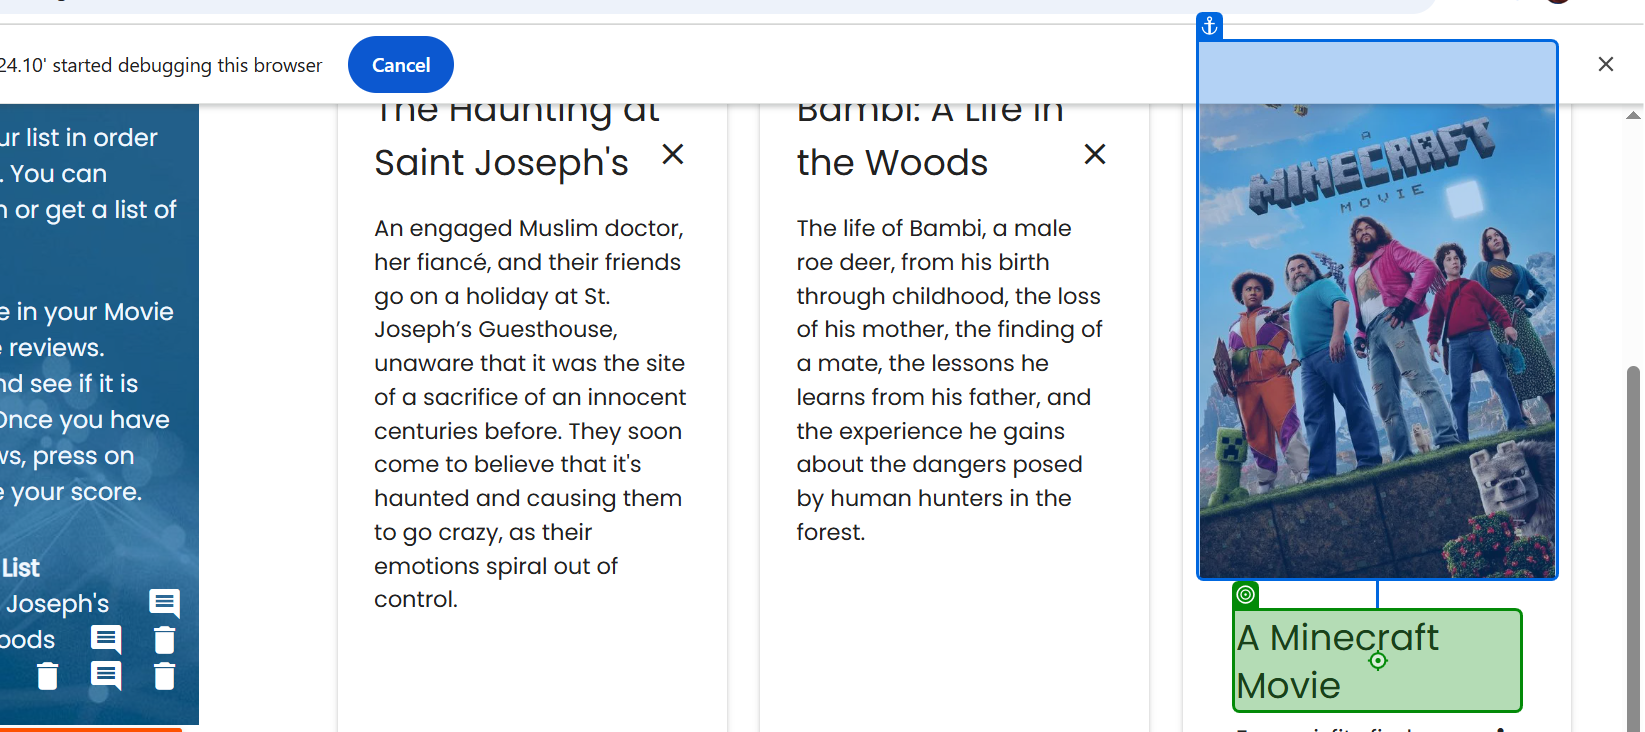 24.10' started debugging this browser
Cancel
ur list in order
. You can
n or get a list of
e in your Movie
e reviews.
nd see if it is
Once you have
ws, press on
e your score.
List
Joseph's
oods
The Haunting at
Saint Joseph's
An engaged Muslim doctor,
her fiancé, and their friends
go on a holiday at St.
Joseph’s Guesthouse,
unaware that it was the site
of a sacrifice of an innocent
centuries before. They soon
come to believe that it's
haunted and causing them
to go crazy, as their
emotions spiral out of
control.
Bambi: A Life in
the Woods
The life of Bambi, a male
roe deer, from his birth
through childhood, the loss
of his mother, the finding of
a mate, the lessons he
learns from his father, and
the experience he gains
about the dangers posed
by human hunters in the
forest.
A
MINECRAFT
MOVIE
A Minecraft
Movie